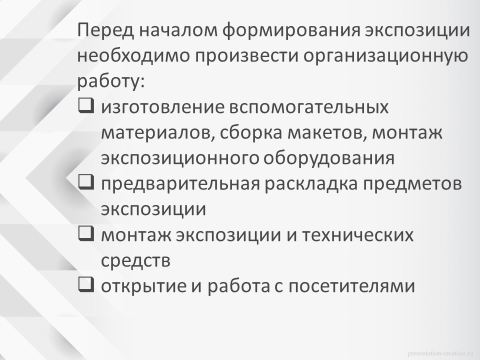 Перед началом формирования экспозиции
необходимо произвести организационную
работу:
❑ изготовление вспомогательных
материалов, сборка макетов, монтаж
экспозиционного оборудования
❑ предварительная раскладка предметов
экспозиции
❑ монтаж экспозиции и технических
средств
❑ открытие и работа с посетителями